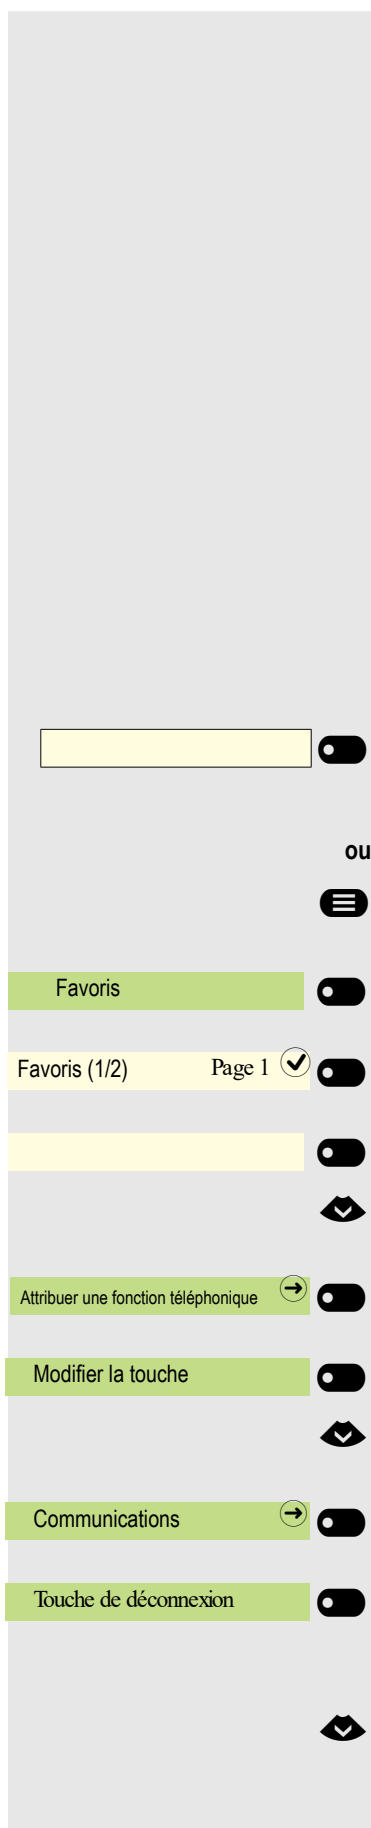 ou
Favoris
Favoris (1/2) Page 1
Attribuer une fonction téléphonique
Modifier la touche
Communications
Touche de déconnexion